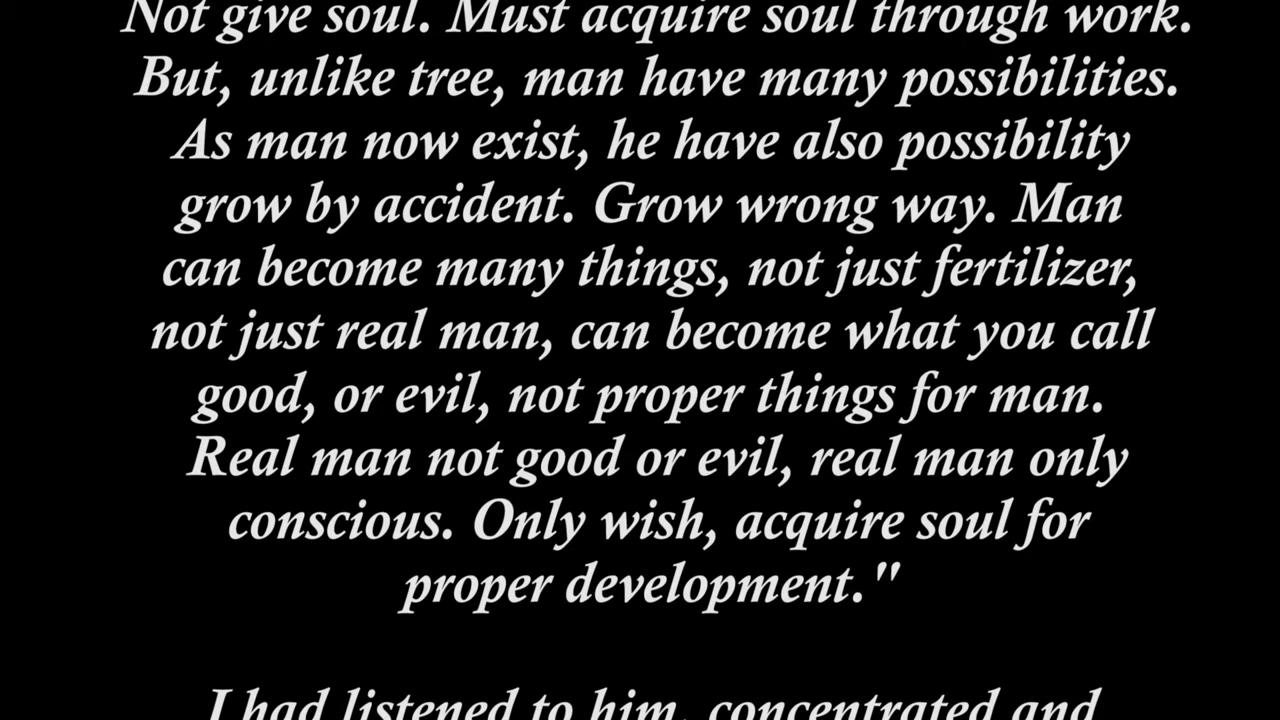 Not give soul. Must acquire soul through work.
But, unlike tree, man have many possibilities.
As man now exist, he have also possibility
grow by accident. Grow wrong way. Man
can become many things, not just fertilizer,
not just real man, can become what you call
good, or evil, not proper things for man.
Real man not good or evil, real man only
conscious. Only wish, acquire soul for
proper development."
I had listened to him, concentrated and